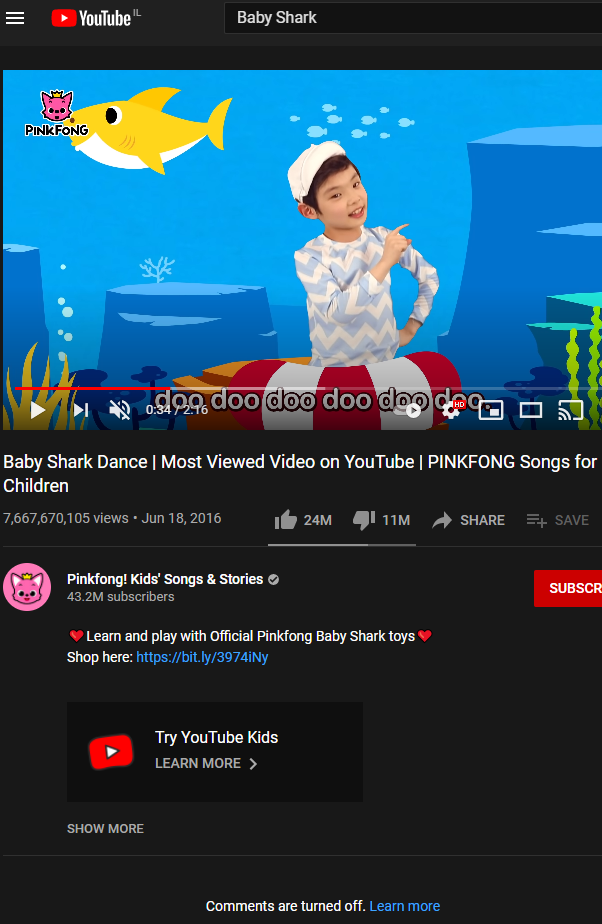 YouTube IL
Baby Shark
PINKFONG
doo doo doo doo doo doo.
0:34 / 2:16
HD
Baby Shark Dance | Most Viewed Video on YouTube | PINKFONG Songs for
Children
7,667,670,105 views • Jun 18, 2016
24M
11M
SHARE
SAVE
Pinkfong! Kids' Songs & Stories
43.2M subscribers
SUBSCR
❤Learn and play with Official Pinkfong Baby Shark toys❤
Shop here: https://bit.ly/3974iNy
Try YouTube Kids
LEARN MORE
SHOW MORE
Comments are turned off. Learn more